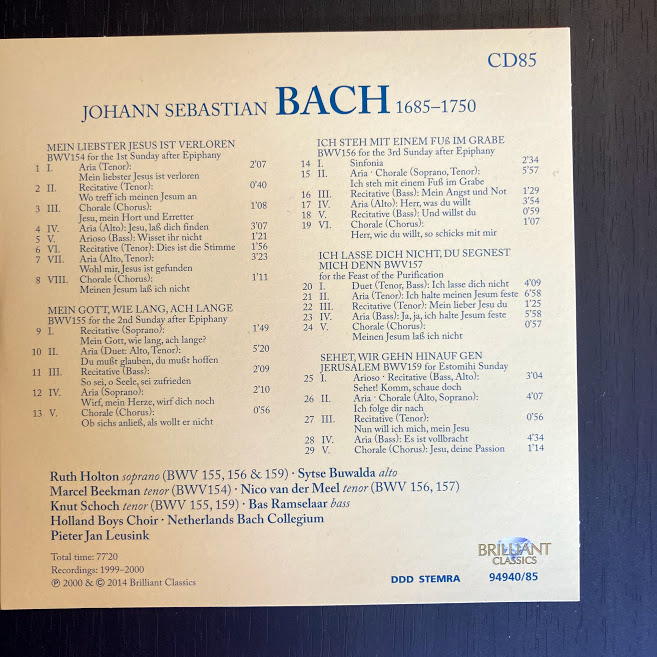 CD85
JOHANN SEBASTIAN BACH 1685–1750
MEIN LIEBSTER JESUS IST VERLOREN
BWV154 for the 1st Sunday after Epiphany
1 I. Aria (Tenor): 2'07
Mein liebster Jesus ist verloren
2 II. Recitative (Tenor): 0'40
Wo treff ich meinen Jesum an
3 III. Chorale (Chorus): 1'08
Jesu, mein Hort und Erretter
4 IV. Aria (Alto): Jesu, laß dich finden 3'07
5 V. Arioso (Bass): Wisset ihr nicht 1'21
6 VI. Recitative (Tenor): Dies ist die Stimme 1'56
7 VII. Aria (Alto, Tenor): 3'23
Wohl mir, Jesus ist gefunden
8 VIII. Chorale (Chorus): 1'11
Meinen Jesum laß ich nicht
MEIN GOTT, WIE LANG, ACH LANGE
BWV155 for the 2nd Sunday after Epiphany
9 I. Recitative (Soprano): 1'49
Mein Gott, wie lang, ach lange?
10 II. Aria (Duet: Alto, Tenor): 5'20
Du mußt glauben, du mußt hoffen
11 III. Recitative (Bass): 2'09
So sei, o Seele, sei zufrieden
12 IV. Aria (Soprano): 2'10
Wirf, mein Herze, wirf dich noch
13 V. Chorale (Chorus): 0'56
Ob sichs anließ, als wollt er nicht
ICH STEH MIT EINEM FUß IM GRABE
BWV156 for the 3rd Sunday after Epiphany
14 I. Sinfonia 2'34
15 II. Aria · Chorale (Soprano, Tenor): 5'57
Ich steh mit einem Fuß im Grabe
16 III. Recitative (Bass): Mein Angst und Not 1'29
17 IV. Aria (Alto): Herr, was du willt 3'54
18 V. Recitative (Bass): Und willst du 0'59
19 VI. Chorale (Chorus): 1'07
Herr, wie du willt, so schicks mit mir
ICH LASSE DICH NICHT, DU SEGNEST
MICH DENN BWV157
for the Feast of the Purification
20 I. Duet (Tenor, Bass): Ich lasse dich nicht 4'09
21 II. Aria (Tenor): Ich halte meinen Jesum feste 6'58
22 III. Recitative (Tenor): Mein lieber Jesu du 1'25
23 IV. Aria (Bass): Ja, ja, ich halte Jesum feste 5'58
24 V. Chorale (Chorus): 0'57
Meinen Jesum laß ich nicht
SEHET, WIR GEHN HINAUF GEN
JERUSALEM BWV159 for Estomihi Sunday
25 I. Arioso · Recitative (Bass, Alto): 3'04
Sehet! Komm, schaue doch
26 II. Aria · Chorale (Alto, Soprano): 4'07
Ich folge dir nach
27 III. Recitative (Tenor): 0'56
Nun will ich mich, mein Jesu
28 IV. Aria (Bass): Es ist vollbracht 4'34
29 V. Chorale (Chorus): Jesu, deine Passion 1'14
Ruth Holton soprano (BWV 155, 156 & 159) · Sytse Buwalda alto
Marcel Beekman tenor (BWV154) · Nico van der Meel tenor (BWV 156, 157)
Knut Schoch tenor (BWV 155, 159) · Bas Ramselaar bass
Holland Boys Choir · Netherlands Bach Collegium
Pieter Jan Leusink
Total time: 77'20
Recordings: 1999–2000
℗ 2000 & © 2014 Brilliant Classics
DDD STEMRA
BRILLIANT
CLASSICS
94940/85